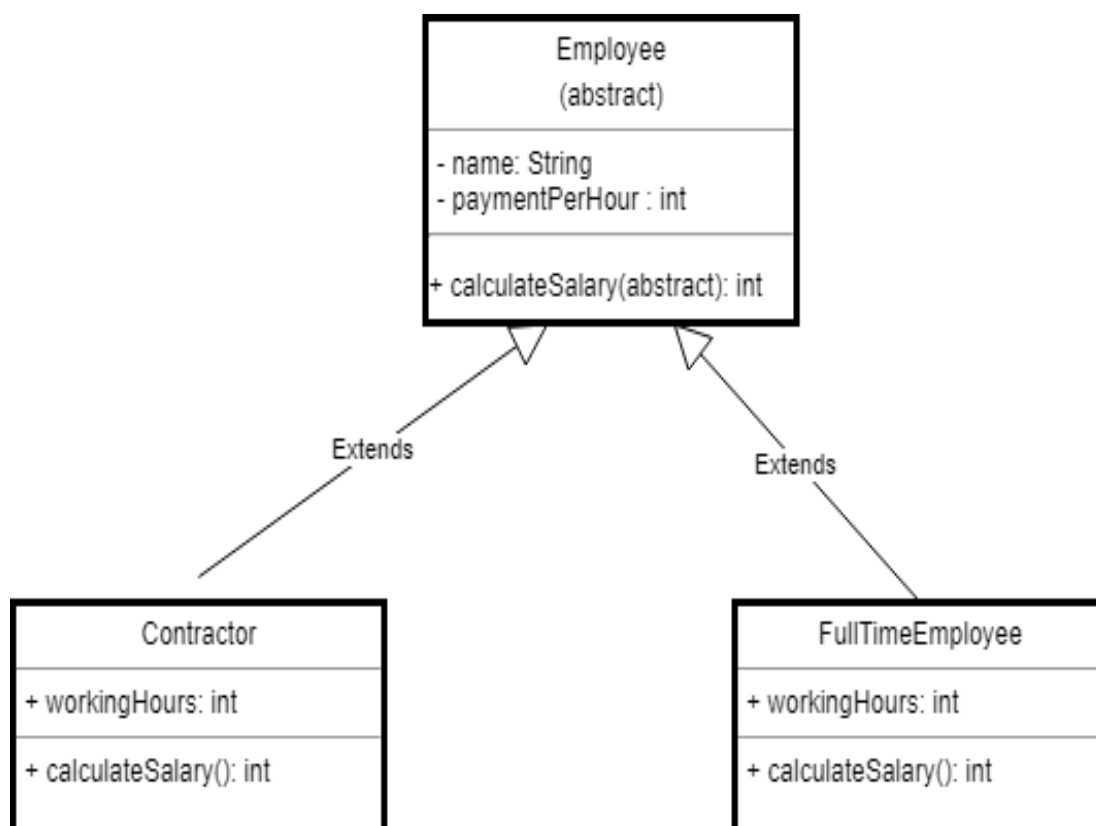 Employee
(abstract)
- name: String
- paymentPerHour : int
+ calculateSalary(abstract): int
Extends
Extends
Contractor
+ workingHours: int
+ calculateSalary(): int
FullTimeEmployee
+ workingHours: int
+ calculateSalary(): int